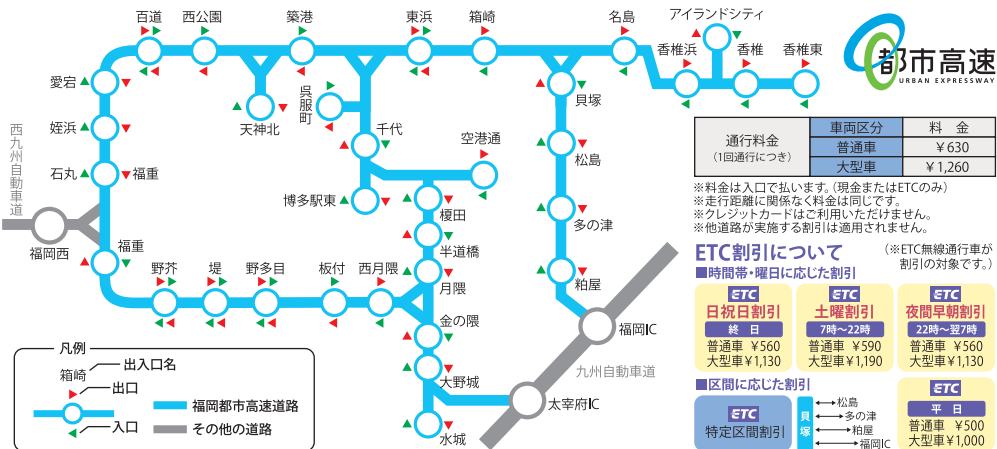 百道
西公園
築港
東浜
箱崎
名島
アイランドシティ
香椎浜
香椎
香椎東
都市高速
URBAN EXPRESSWAY
愛宕
天神北
呉服町
千代
空港通
貝塚
姪浜
石丸
福重
西九州自動車道
福岡西
福重
博多駅東
榎田
半道橋
月隈
松島
多の津
粕屋
野芥
堤
野多目
板付
西月隈
金の隈
大野城
水城
福岡IC
九州自動車道
太宰府IC
凡例
箱崎
出入口名
出口
入口
福岡都市高速道路
その他の道路
通行料金
(1回通行につき)
車両区分 料 金
普通車 ¥630
大型車 ¥1,260
※料金は入口で払います。(現金またはETCのみ)
※走行距離に関係なく料金は同じです。
※クレジットカードはご利用いただけません。
※他道路が実施する割引は適用されません。
ETC割引について
(※ETC無線通行車が
割引の対象です。)
■時間帯・曜日に応じた割引
ETC
日祝日割引
終 日
普通車 ¥560
大型車¥1,130
ETC
土曜割引
7時〜22時
普通車 ¥590
大型車¥1,190
ETC
夜間早朝割引
22時〜翌7時
普通車 ¥560
大型車¥1,130
■区間に応じた割引
ETC
特定区間割引
貝塚
松島
多の津
粕屋
福岡IC
ETC
平 日
普通車 ¥500
大型車¥1,000